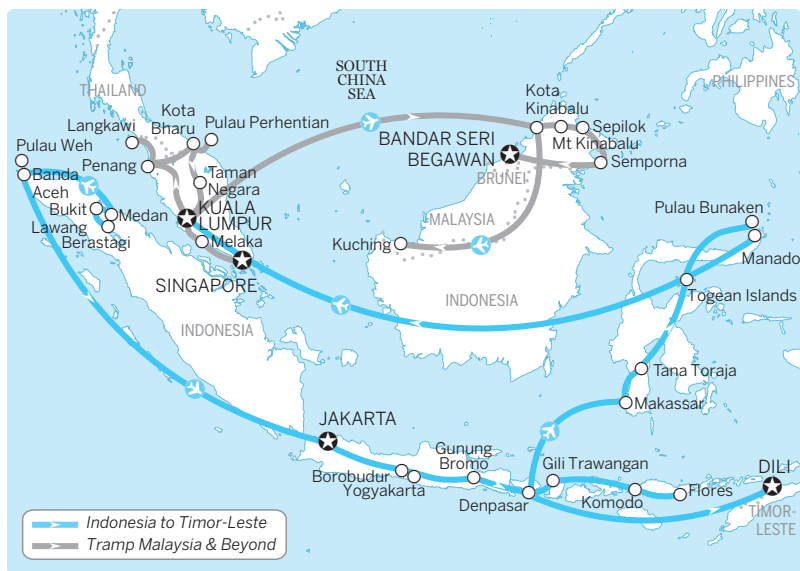 SOUTH
CHINA
SEA
PHILIPPINES
THAILAND
Kota
Bharu
Pulau Perhentian
Langkawi
Kota
Kinabalu
Sepilok
Mt Kinabalu
Semporna
BANDAR SERI
BEGAWAN
BRUNEI
Pulau Weh
Penang
Banda
Aceh
Taman
Negara
Bukit
Lawang
Medan
Berastagi
KUALA
LUMPUR
Melaka
MALAYSIA
Kuching
Pulau Bunaken
Manado
SINGAPORE
INDONESIA
Togean Islands
INDONESIA
Tana Toraja
Makassar
JAKARTA
Gunung
Bromo
Gili Trawangan
DILI
Borobudur
Yogyakarta
Denpasar
Komodo
Flores
TIMOR-
LESTE
Indonesia to Timor-Leste
Tramp Malaysia & Beyond